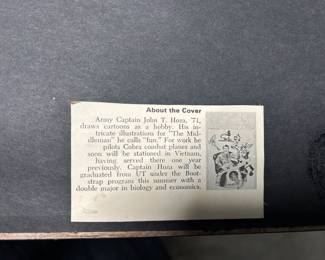 About the Cover
Army Captain John T. Hoza, '71,
draws cartoons as a hobby. His in-
tricate illustrations for "The Mid-
dleman" he calls "fun." For work he
pilots Cobra combat planes and
soon will be stationed in Vietnam,
having served there one year
previously. Captain Hoza will be
graduated from UT under the Boot-
strap program this summer with a
double major in biology and economics.